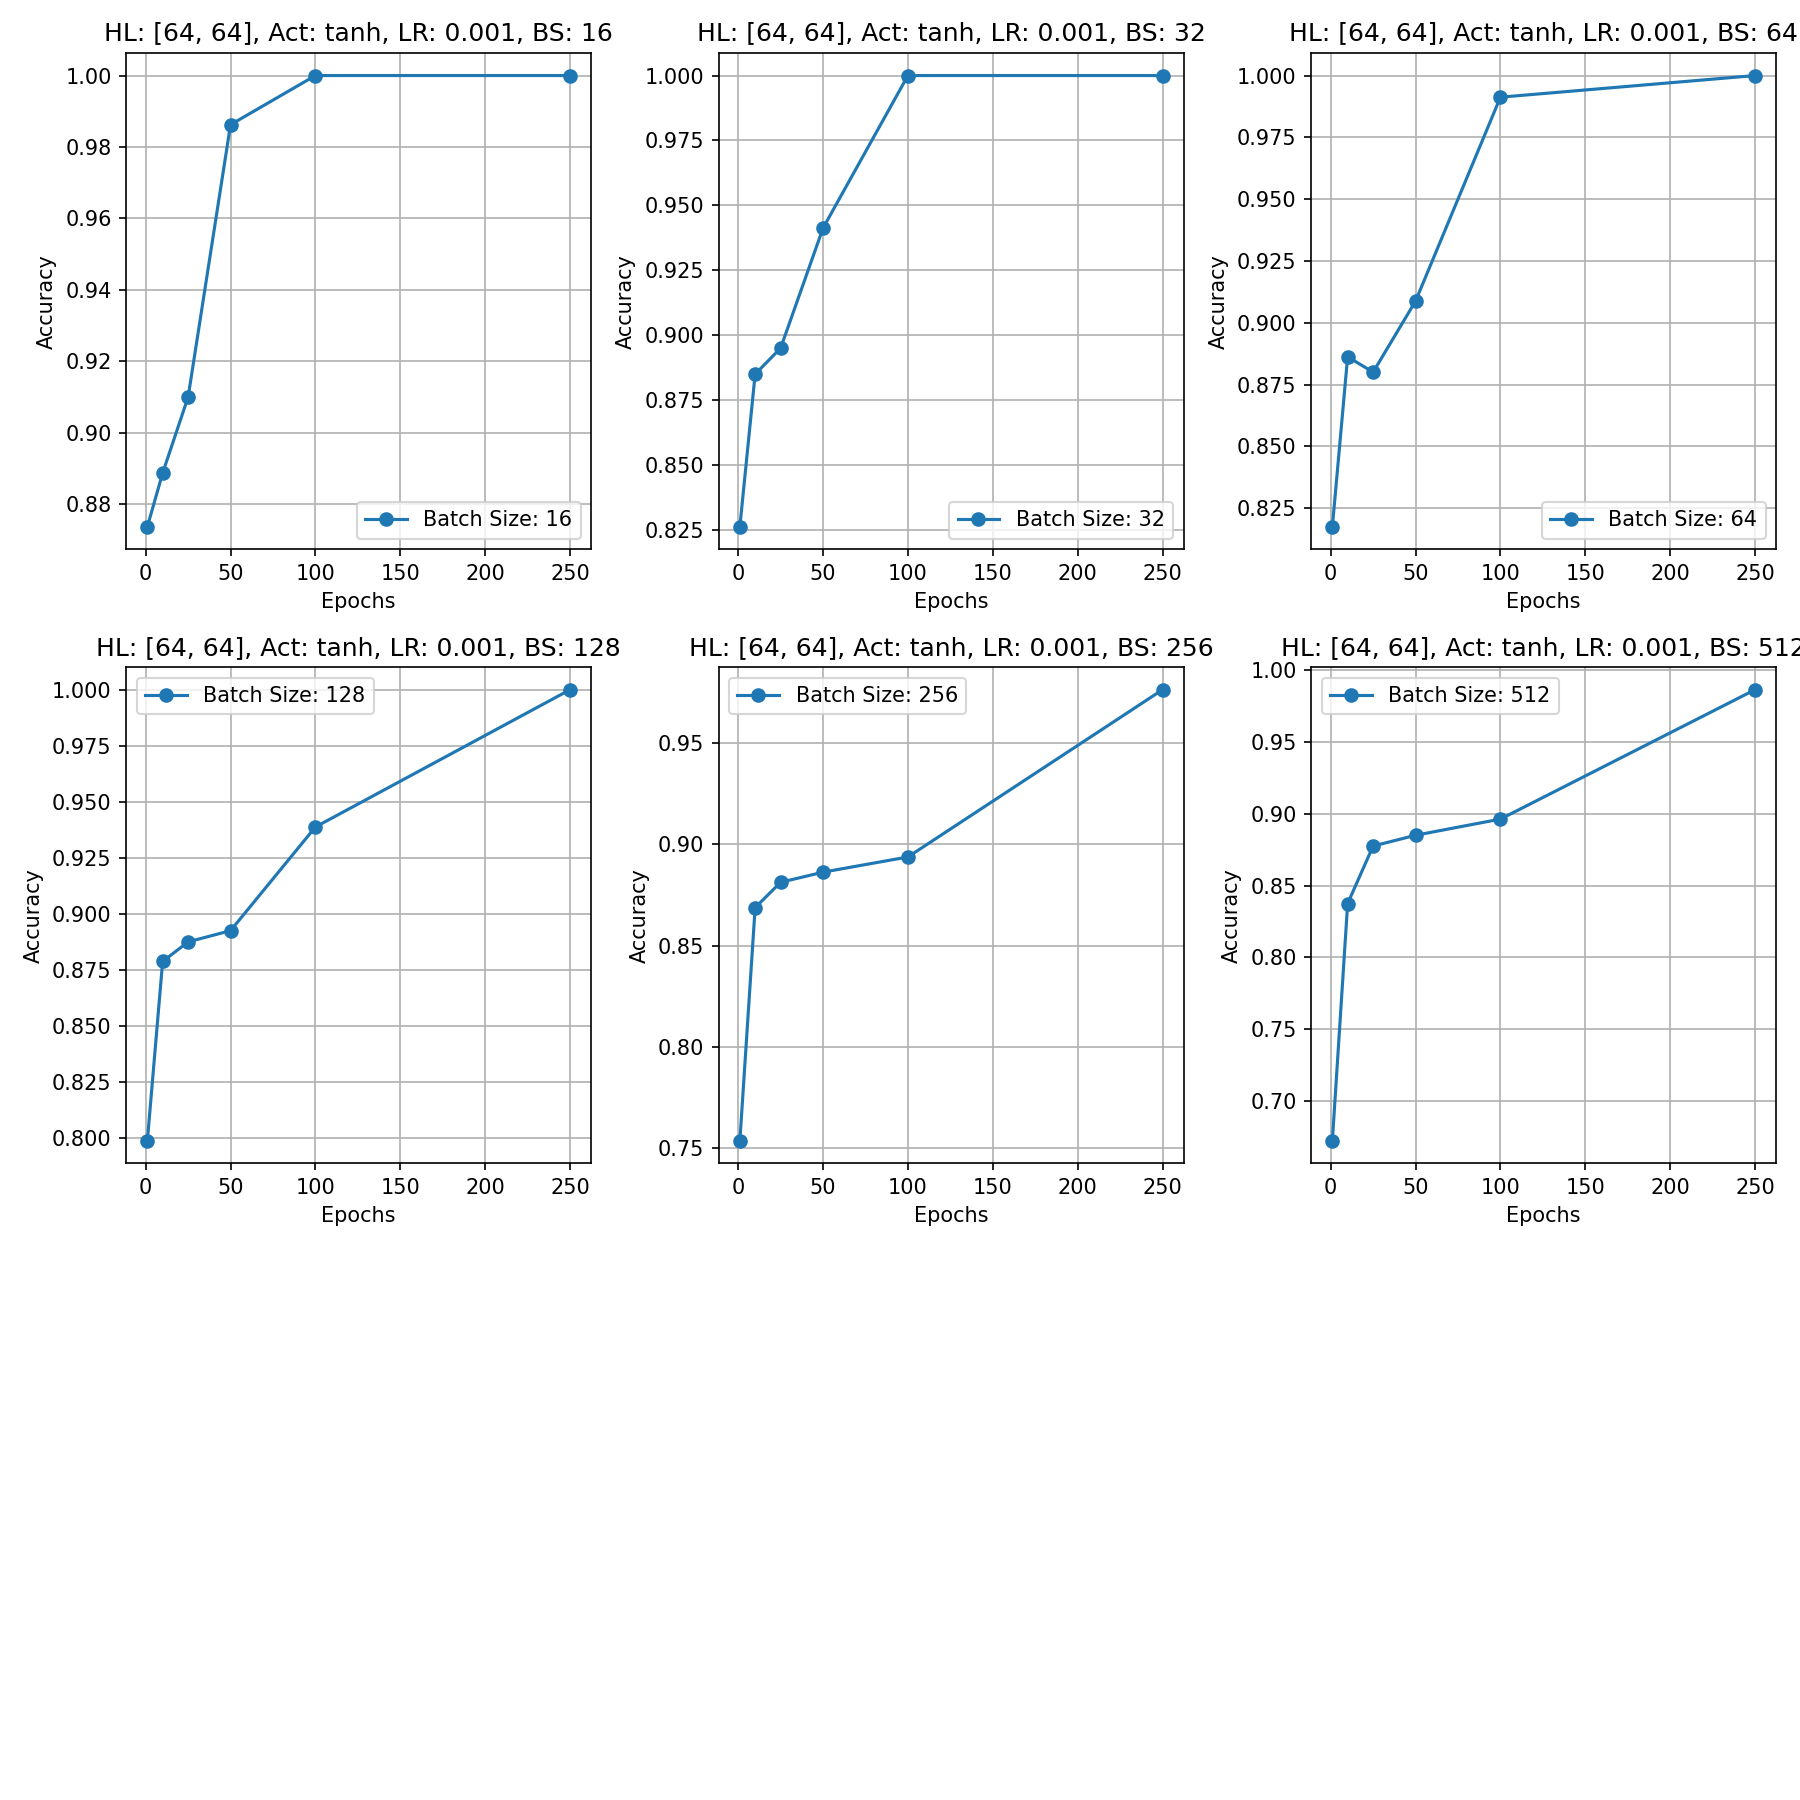 HL: [64, 64], Act: tanh, LR: 0.001, BS: 16
1.00
0.98
0.96
0.94
0.92
0.90
0.88
Accuracy
Batch Size: 16
0 50 100 150 200 250
Epochs
HL: [64, 64], Act: tanh, LR: 0.001, BS: 32
1.000
0.975
0.950
0.925
0.900
0.875
0.850
0.825
Accuracy
Batch Size: 32
0 50 100 150 200 250
Epochs
HL: [64, 64], Act: tanh, LR: 0.001, BS: 64
1.000
0.975
0.950
0.925
0.900
0.875
0.850
0.825
Accuracy
Batch Size: 64
0 50 100 150 200 250
Epochs
HL: [64, 64], Act: tanh, LR: 0.001, BS: 128
Batch Size: 128
1.000
0.975
0.950
0.925
0.900
0.875
0.850
0.825
0.800
Accuracy
0 50 100 150 200 250
Epochs
HL: [64, 64], Act: tanh, LR: 0.001, BS: 256
Batch Size: 256
0.95
0.90
0.85
0.80
0.75
Accuracy
0 50 100 150 200 250
Epochs
HL: [64, 64], Act: tanh, LR: 0.001, BS: 512
Batch Size: 512
1.00
0.95
0.90
0.85
0.80
0.75
0.70
Accuracy
0 50 100 150 200 250
Epochs